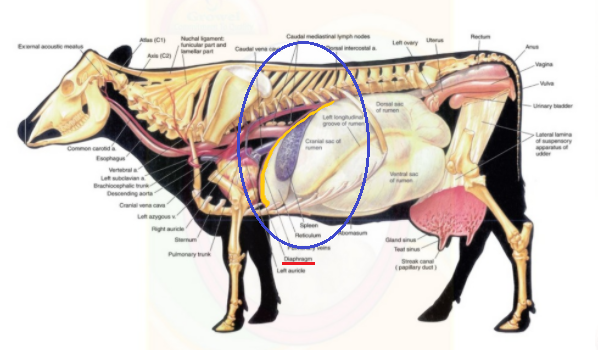 Caudal mediastinal lymph nodes
Nuchal ligament:
funicular part and
lamellar part
Atlas (C1)
External acoustic meatus
Axis (C2)
Caudal vena cava
Dorsal intercostal a.
Left ovary
Uterus
Rectum
Anus
Vagina
Vulva
Urinary bladder
Dorsal sac
of rumen
Left longitudinal
groove of rumen
Cranial sac of
rumen
Ventral sac
of rumen
Lateral lamina
of suspensory
apparatus of
udder
Common carotid a.
Esophagus
Vertebral a.
Left subclavian a.
Brachiocephalic trunk
Descending aorta
Cranial vena cava
Left azygous v.
Right auricle
Sternum
Pulmonary trunk
Spleen
Reticulum
Abomasum
Pulmonary veins
Diaphragm
Left auricle
Gland sinus
Teat sinus
Streak canal
( papillary duct )